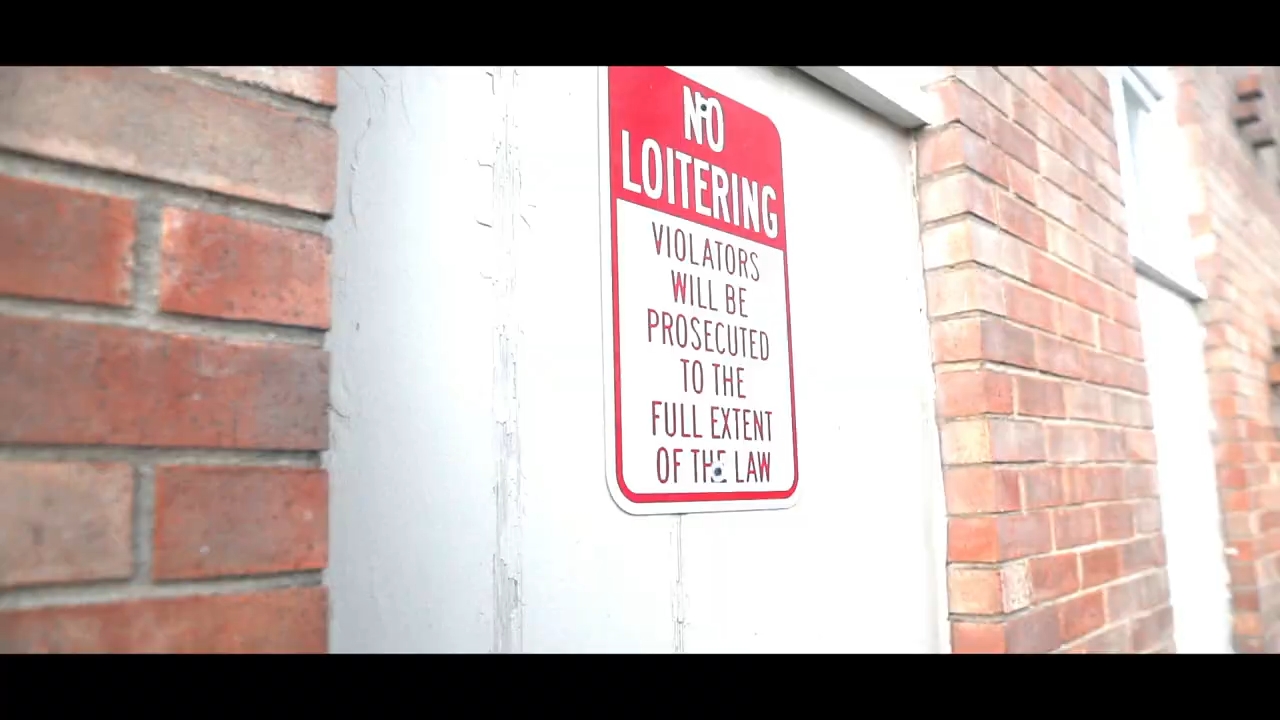 NO
LOITERING
VIOLATORS
WILL BE
PROSECUTED
TO THE
FULL EXTENT
OF THE LAW